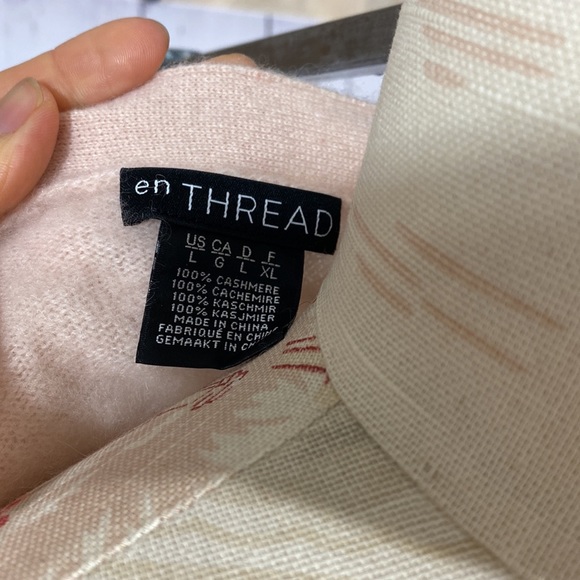 en THREAD
US CA D F
L G L XL
100% CASHMERE
100% CACHEMIRE
100% KASCHMIR
100% KASJMIER
MADE IN CHINA
FABRIQUÉ EN CHINE
GEMAAKT IN